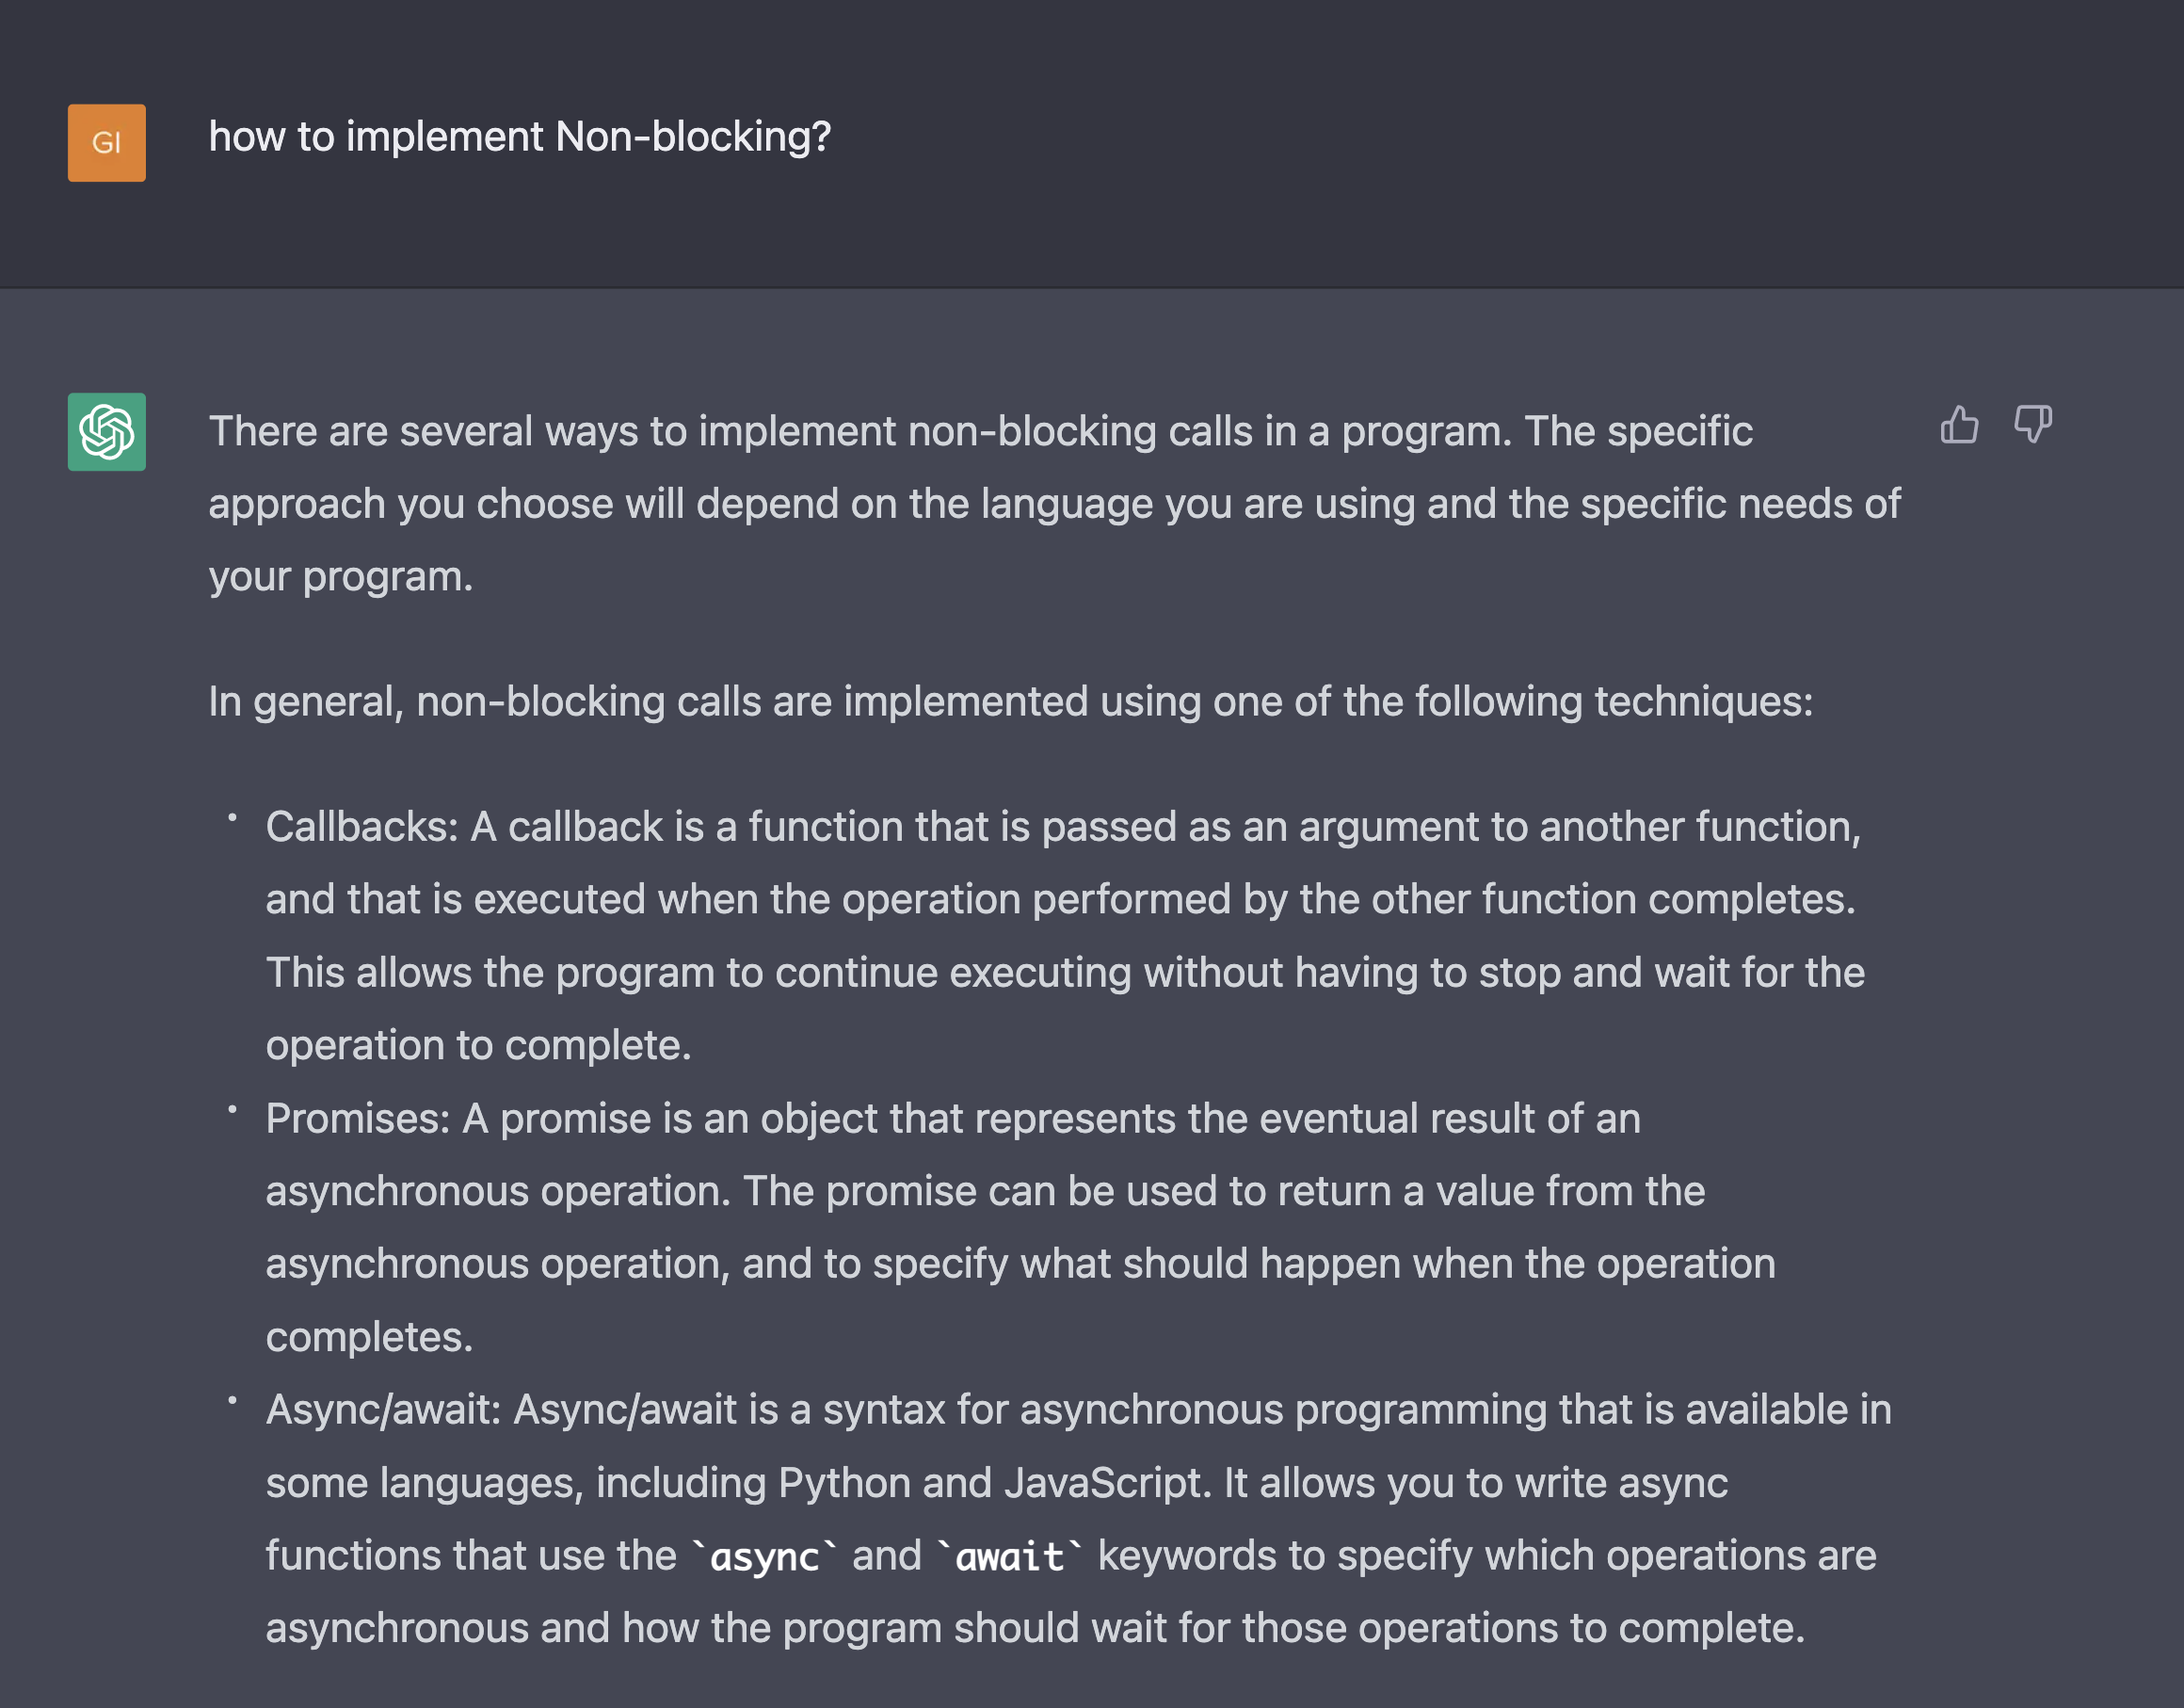 GI
how to implement Non-blocking?
There are several ways to implement non-blocking calls in a program. The specific
approach you choose will depend on the language you are using and the specific needs of
your program.
In general, non-blocking calls are implemented using one of the following techniques:
• Callbacks: A callback is a function that is passed as an argument to another function,
and that is executed when the operation performed by the other function completes.
This allows the program to continue executing without having to stop and wait for the
operation to complete.
• Promises: A promise is an object that represents the eventual result of an
asynchronous operation. The promise can be used to return a value from the
asynchronous operation, and to specify what should happen when the operation
completes.
• Async/await: Async/await is a syntax for asynchronous programming that is available in
some languages, including Python and JavaScript. It allows you to write async
functions that use the `async` and `await` keywords to specify which operations are
asynchronous and how the program should wait for those operations to complete.